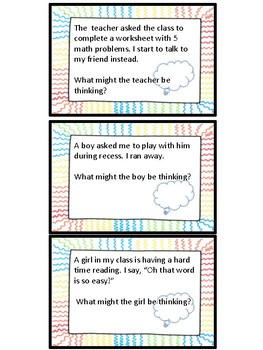 The  teacher asked the class to
complete a worksheet with 5
math problems. I start to talk to
my friend instead.
What might the teacher be
thinking?
A boy asked me to play with him
during recess. I ran away.
What might the boy be thinking?
A girl in my class is having a hard
time reading. I say, “Oh that word
is so easy!”
What might the girl be thinking?